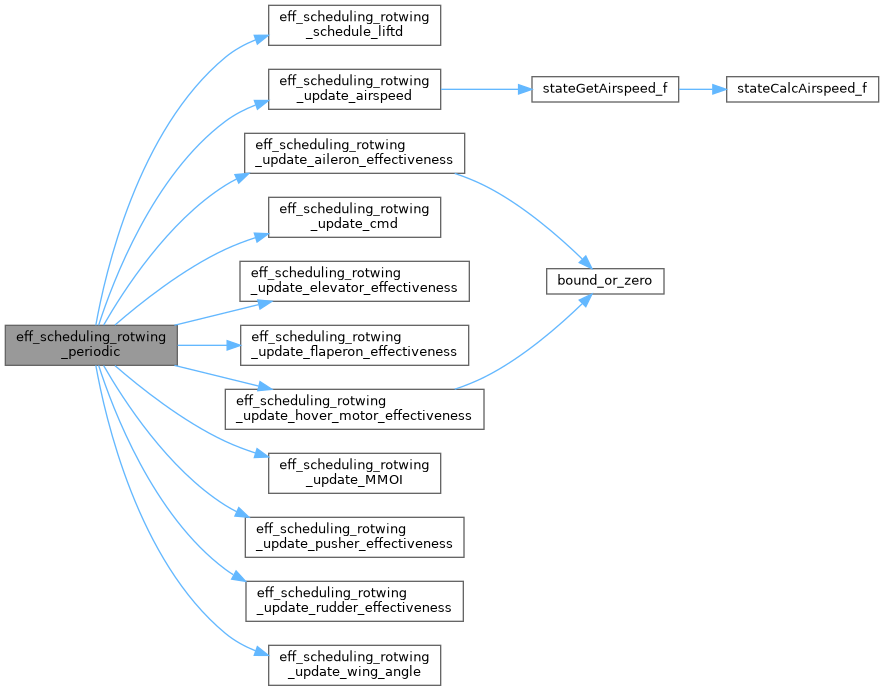 eff_scheduling_rotwing
_periodic
eff_scheduling_rotwing
_schedule_liftd
eff_scheduling_rotwing
_update_airspeed
stateGetAirspeed_f
stateCalcAirspeed_f
eff_scheduling_rotwing
_update_aileron_effectiveness
eff_scheduling_rotwing
_update_cmd
eff_scheduling_rotwing
_update_elevator_effectiveness
eff_scheduling_rotwing
_update_flaperon_effectiveness
eff_scheduling_rotwing
_update_hover_motor_effectiveness
bound_or_zero
eff_scheduling_rotwing
_update_MMOI
eff_scheduling_rotwing
_update_pusher_effectiveness
eff_scheduling_rotwing
_update_rudder_effectiveness
eff_scheduling_rotwing
_update_wing_angle